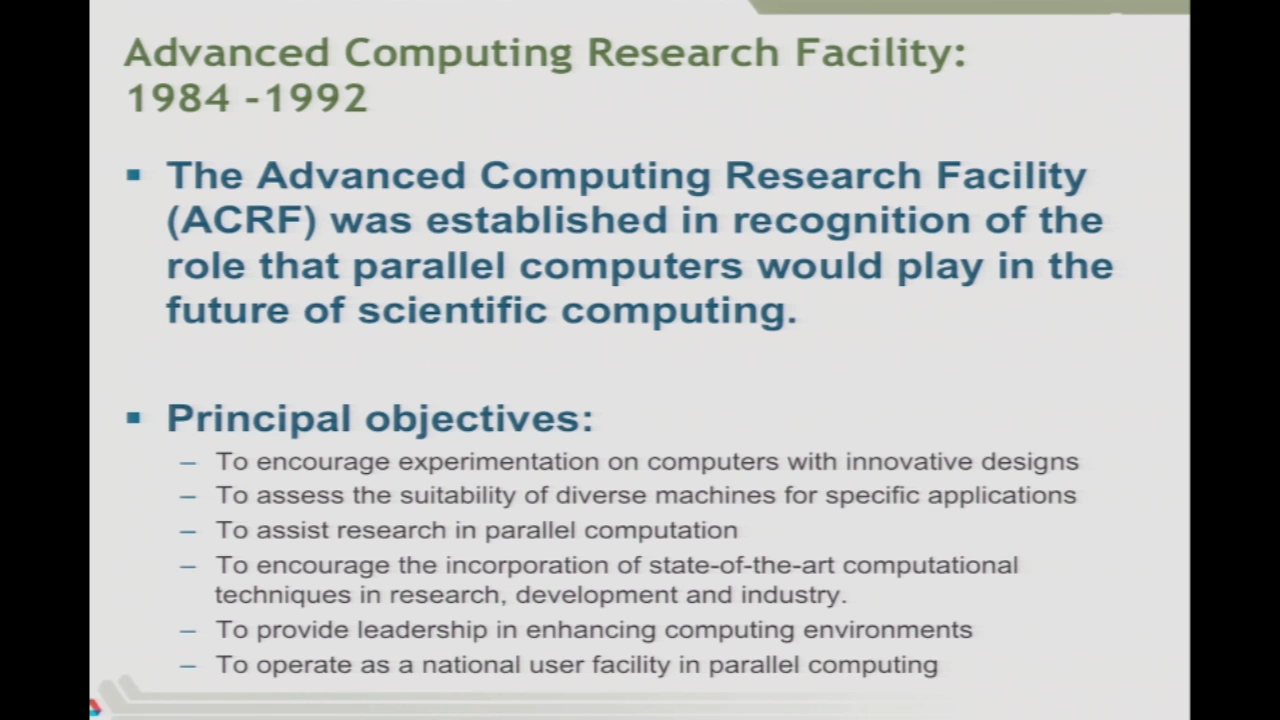 Advanced Computing Research Facility:
1984 -1992
▪ The Advanced Computing Research Facility
(ACRF) was established in recognition of the
role that parallel computers would play in the
future of scientific computing.
▪ Principal objectives:
– To encourage experimentation on computers with innovative designs
– To assess the suitability of diverse machines for specific applications
– To assist research in parallel computation
– To encourage the incorporation of state-of-the-art computational
techniques in research, development and industry.
– To provide leadership in enhancing computing environments
– To operate as a national user facility in parallel computing